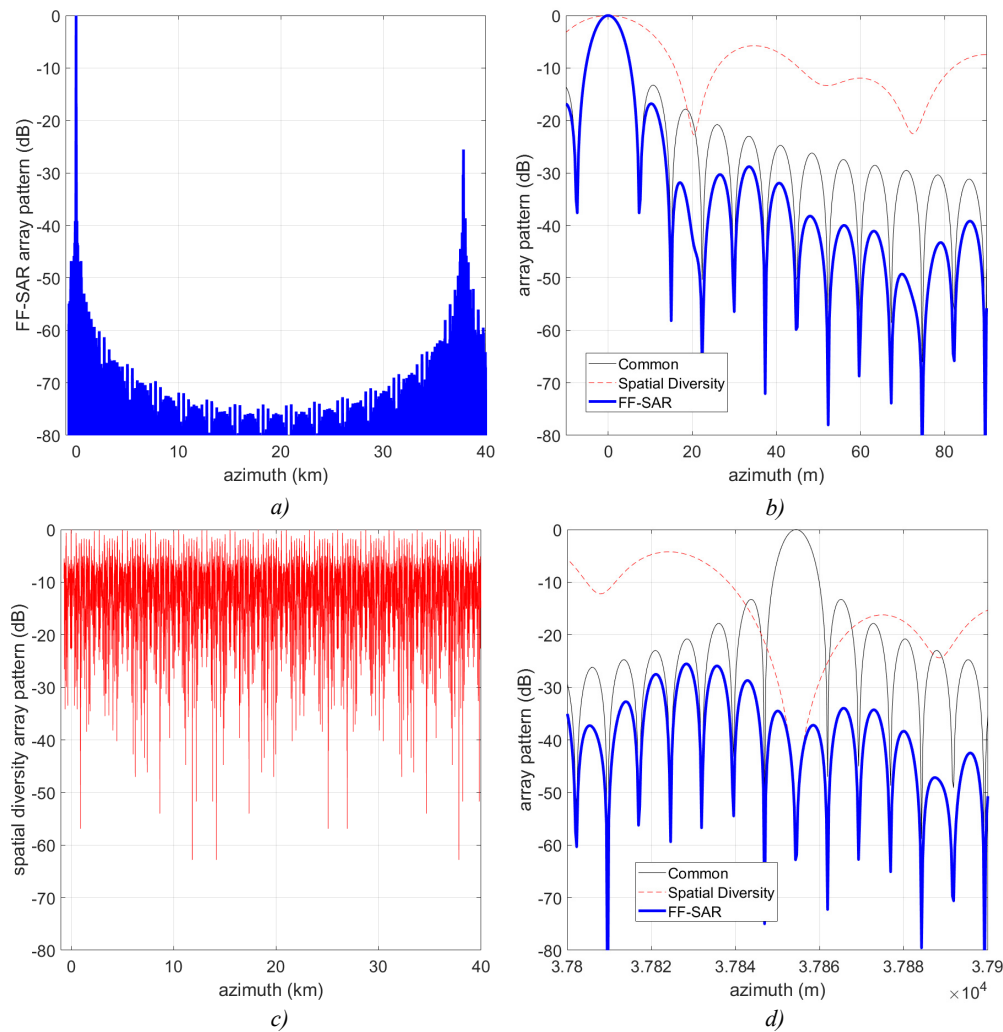 0
-10
-20
-30
-40
-50
-60
-70
-80
FF-SAR array pattern (dB)
0 10 20 30 40
azimuth (km)
a)
0
-10
-20
-30
-40
-50
-60
-70
-80
array pattern (dB)
Common
Spatial Diversity
FF-SAR
0 20 40 60 80
azimuth (m)
b)
0
-10
-20
-30
-40
-50
-60
-70
-80
spatial diversity array pattern (dB)
0 10 20 30 40
azimuth (km)
c)
0
-10
-20
-30
-40
-50
-60
-70
-80
array pattern (dB)
Common
Spatial Diversity
FF-SAR
3.78 3.782 3.784 3.786 3.788 3.79
azimuth (m)
×10⁴
d)